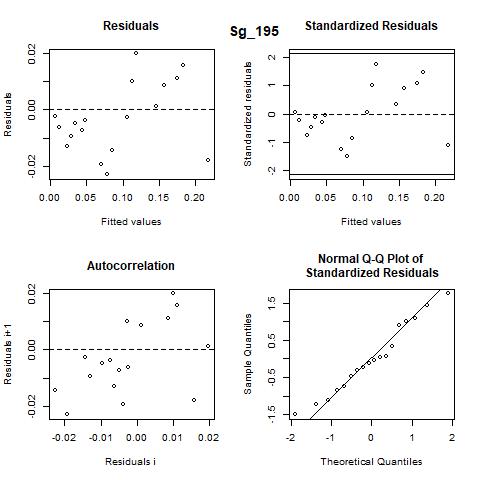 Sg_195
Residuals
Residuals
0.02
0.00
-0.02
0.00
0.05
0.10
0.15
0.20
Fitted values
Standardized Residuals
Standardized residuals
2
1
0
-1
-2
0.00
0.05
0.10
0.15
0.20
Fitted values
Autocorrelation
Residuals i+1
0.02
0.00
-0.02
-0.02
-0.01
0.00
0.01
0.02
Residuals i
Normal Q-Q Plot of
Standardized Residuals
Sample Quantiles
1.5
0.0
-1.5
-2
-1
0
1
2
Theoretical Quantiles